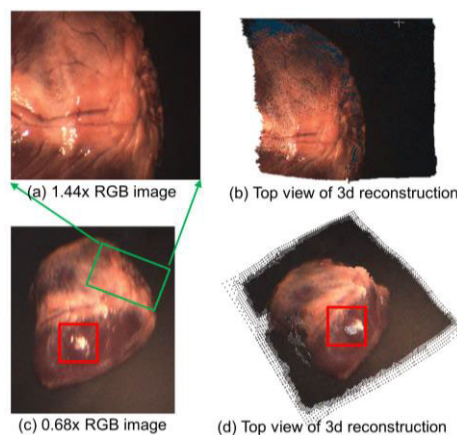 (a) 1.44x RGB image
(b) Top view of 3d reconstruction
(c) 0.68x RGB image
(d) Top view of 3d reconstruction